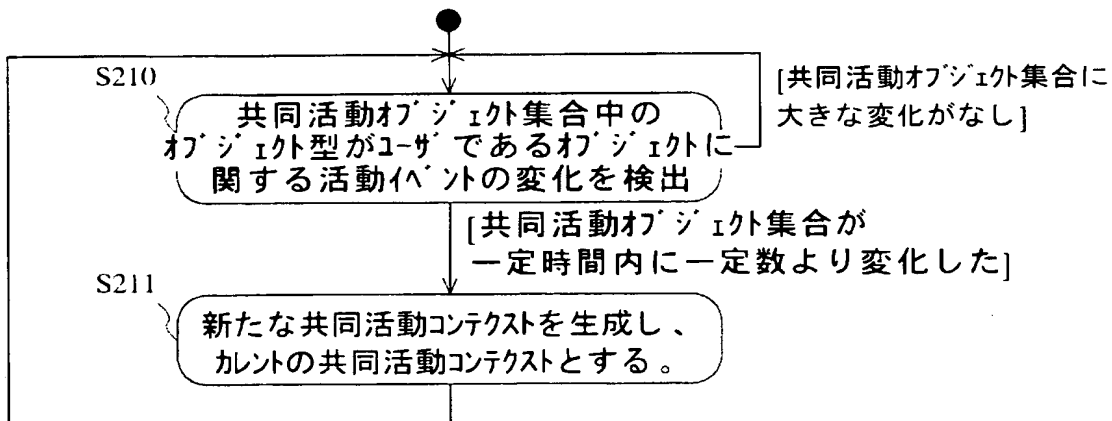 S210
共同活動ｵﾌﾞｼﾞｪｸﾄ集合中の
ｵﾌﾞｼﾞｪｸﾄ型がﾕｰｻﾞであるｵﾌﾞｼﾞｪｸﾄに
関する活動ｲﾍﾞﾝﾄの変化を検出
[共同活動ｵﾌﾞｼﾞｪｸﾄ集合に
大きな変化がなし]
[共同活動ｵﾌﾞｼﾞｪｸﾄ集合が
一定時間内に一定数より変化した]
S211
新たな共同活動ｺﾝﾃｸｽﾄを生成し、
ｶﾚﾝﾄの共同活動ｺﾝﾃｸｽﾄとする。